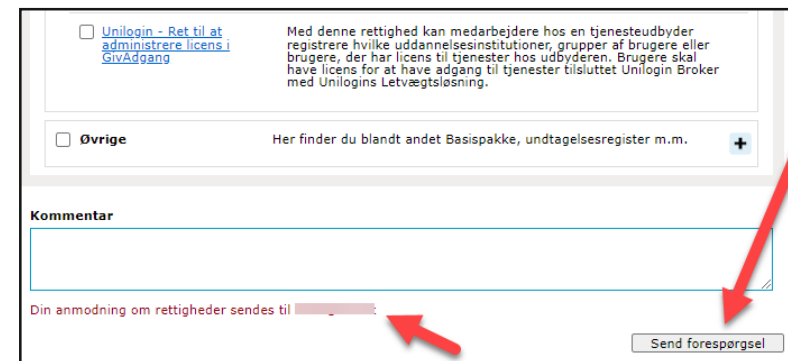 Unilogin - Ret til at
administrere licens i
GivAdgang
Med denne rettighed kan medarbejdere hos en tjenesteudbyder
registrere hvilke uddannelsesinstitutioner, grupper af brugere eller
brugere, der har licens til tjenester hos udbyderen. Brugere skal
have licens for at have adgang til tjenester tilsluttet Unilogin Broker
med Unilogins Letvægtsløsning.
Øvrige
Her finder du blandt andet Basispakke, undtagelsesregister m.m.
Kommentar
Din anmodning om rettigheder sendes til
Send forespørgsel